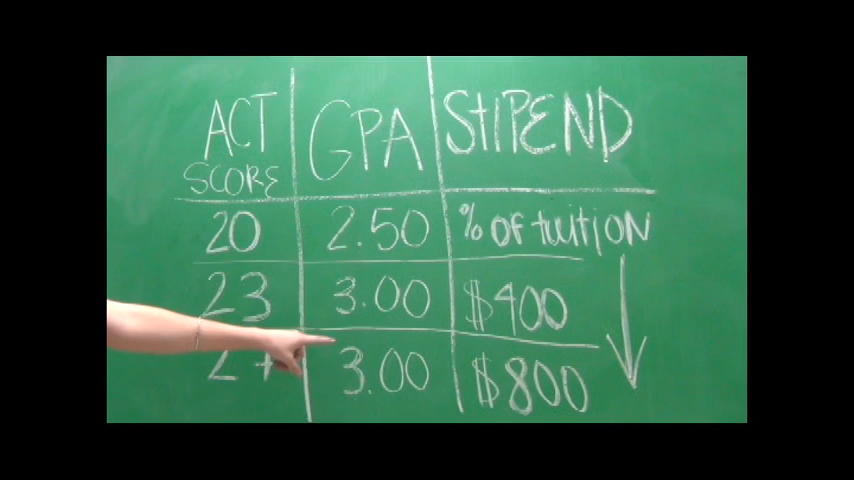 ACT SCORE GPA STIPEND
20 2.50 % OF tUITION
23 3.00 $400
3.00 $800